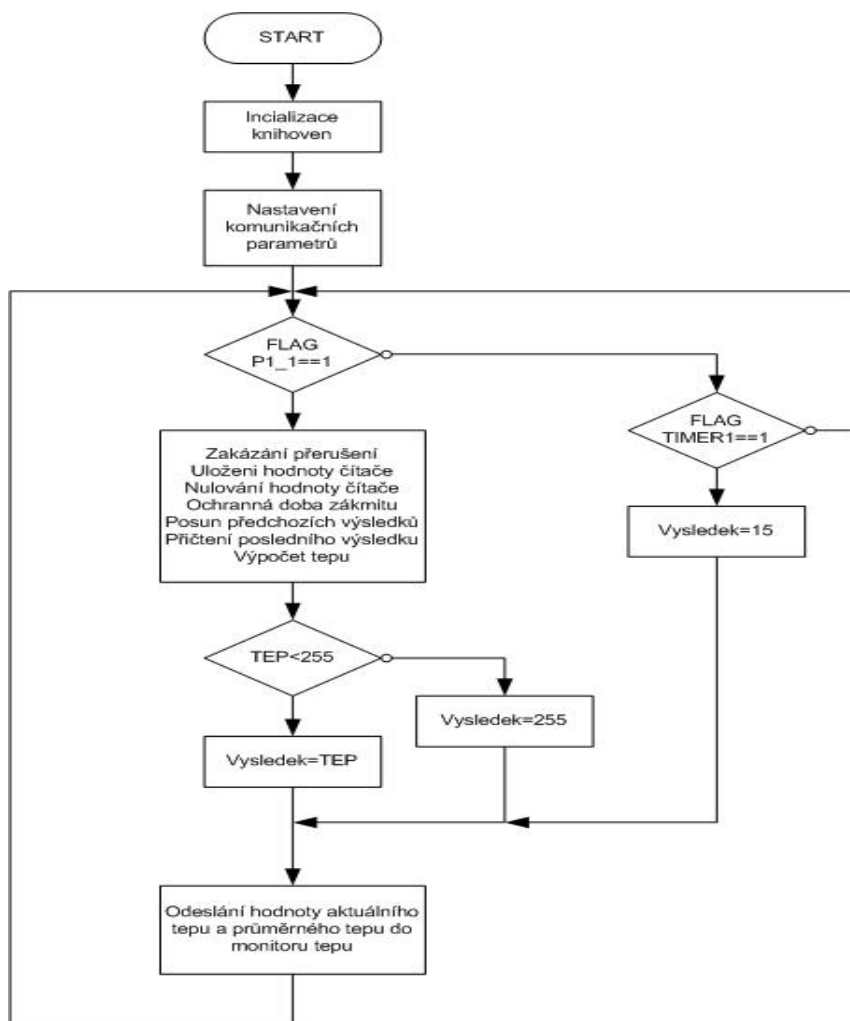 START
Incializace
knihoven
Nastavení
komunikačních
parametrů
FLAG
P1_1==1
FLAG
TIMER1==1
Zakázání přerušení
Uloženi hodnoty čítače
Nulování hodnoty čítače
Ochranná doba zákmitu
Posun předchozích výsledků
Přičtení posledního výsledku
Výpočet tepu
Vysledek=15
TEP<255
Vysledek=255
Vysledek=TEP
Odeslání hodnoty aktuálního
tepu a průměrného tepu do
monitoru tepu